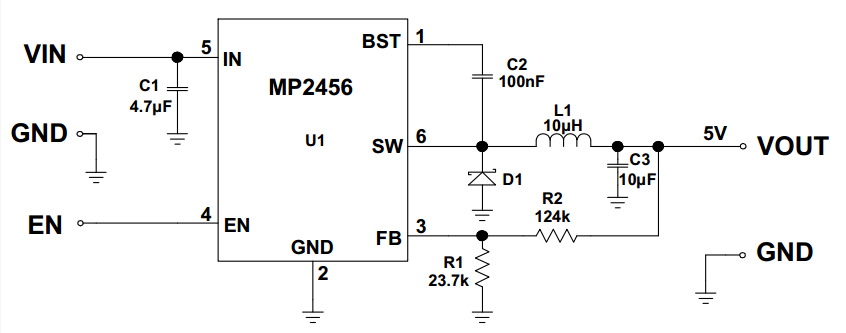 VIN
5
IN
BST
1
C2
100nF
C1
4.7µF
MP2456
L1
10µH
GND
U1
SW
6
5V
VOUT
D1
C3
10µF
EN
4
EN
FB
3
R2
124k
GND
2
R1
23.7k
GND